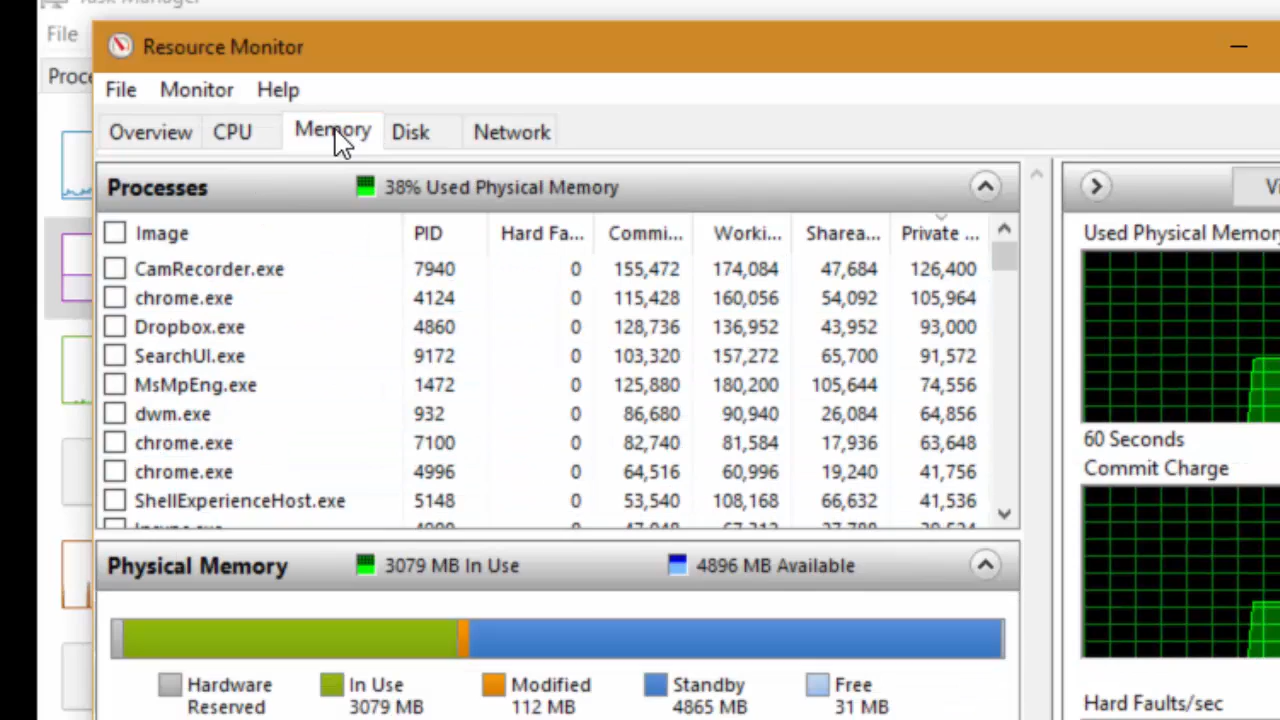 Task Manager
File
Resource Monitor
Proce
File Monitor Help
Overview CPU Memory Disk Network
Processes 38% Used Physical Memory
Vi
Image PID Hard Fa... Commi... Worki... Sharea... Private ...
Used Physical Memory
CamRecorder.exe 7940 0 155,472 174,084 47,684 126,400
chrome.exe 4124 0 115,428 160,056 54,092 105,964
Dropbox.exe 4860 0 128,736 136,952 43,952 93,000
SearchUI.exe 9172 0 103,320 157,272 65,700 91,572
MsMpEng.exe 1472 0 125,880 180,200 105,644 74,556
dwm.exe 932 0 86,680 90,940 26,084 64,856
chrome.exe 7100 0 82,740 81,584 17,936 63,648
60 Seconds
chrome.exe 4996 0 64,516 60,996 19,240 41,756
Commit Charge
ShellExperienceHost.exe 5148 0 53,540 108,168 66,632 41,536
Physical Memory 3079 MB In Use 4896 MB Available
Hardware Reserved
In Use
3079 MB
Modified
112 MB
Standby
4865 MB
Free
31 MB
Hard Faults/sec